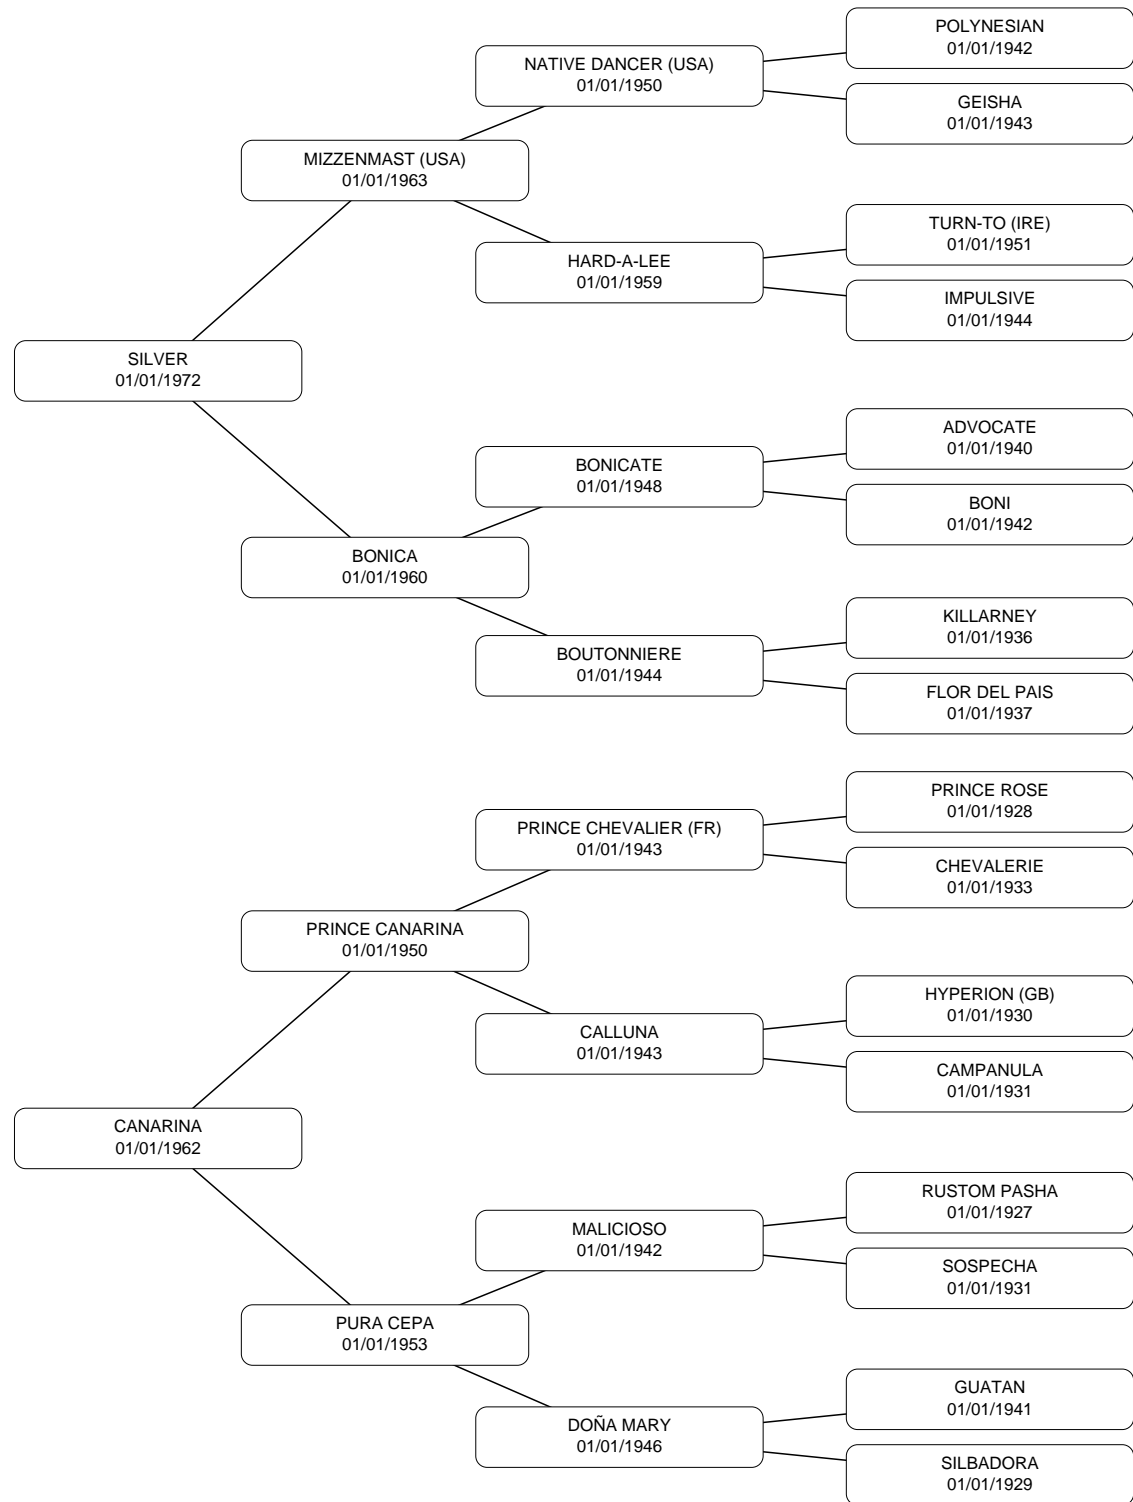 POLYNESIAN
01/01/1942
NATIVE DANCER (USA)
01/01/1950
GEISHA
01/01/1943
MIZZENMAST (USA)
01/01/1963
TURN-TO (IRE)
01/01/1951
HARD-A-LEE
01/01/1959
IMPULSIVE
01/01/1944
SILVER
01/01/1972
ADVOCATE
01/01/1940
BONICATE
01/01/1948
BONI
01/01/1942
BONICA
01/01/1960
KILLARNEY
01/01/1936
BOUTONNIERE
01/01/1944
FLOR DEL PAIS
01/01/1937
PRINCE ROSE
01/01/1928
PRINCE CHEVALIER (FR)
01/01/1943
CHEVALERIE
01/01/1933
PRINCE CANARINA
01/01/1950
HYPERION (GB)
01/01/1930
CALLUNA
01/01/1943
CAMPANULA
01/01/1931
CANARINA
01/01/1962
RUSTOM PASHA
01/01/1927
MALICIOSO
01/01/1942
SOSPECHA
01/01/1931
PURA CEPA
01/01/1953
GUATAN
01/01/1941
DOÑA MARY
01/01/1946
SILBADORA
01/01/1929